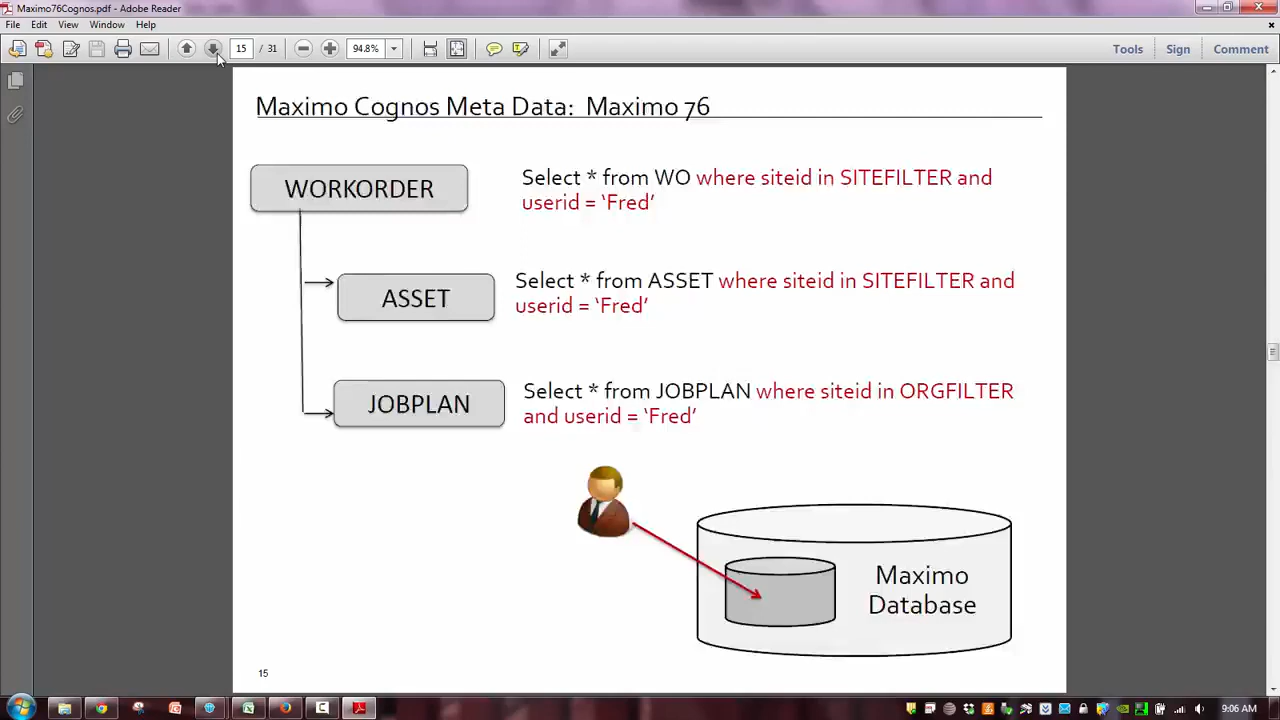 Maximo76Cognos.pdf - Adobe Reader
File Edit View Window Help
15 / 31 94.8% Tools Sign Comment
Maximo Cognos Meta Data: Maximo 76
WORKORDER
Select * from WO where siteid in SITEFILTER and
userid = ‘Fred’
ASSET
Select * from ASSET where siteid in SITEFILTER and
userid = ‘Fred’
JOBPLAN
Select * from JOBPLAN where siteid in ORGFILTER
and userid = ‘Fred’
Maximo
Database
15
9:06 AM